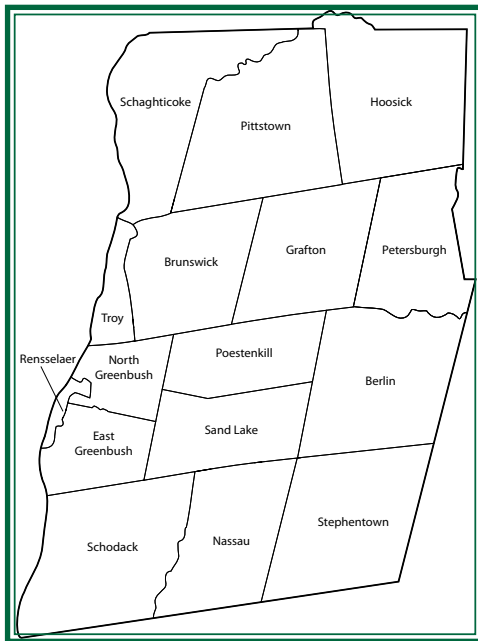 Schaghticoke
Hoosick
Pittstown
Grafton
Petersburgh
Brunswick
Troy
Poestenkill
Rensselaer
North
Greenbush
Berlin
Sand Lake
East
Greenbush
Stephentown
Nassau
Schodack